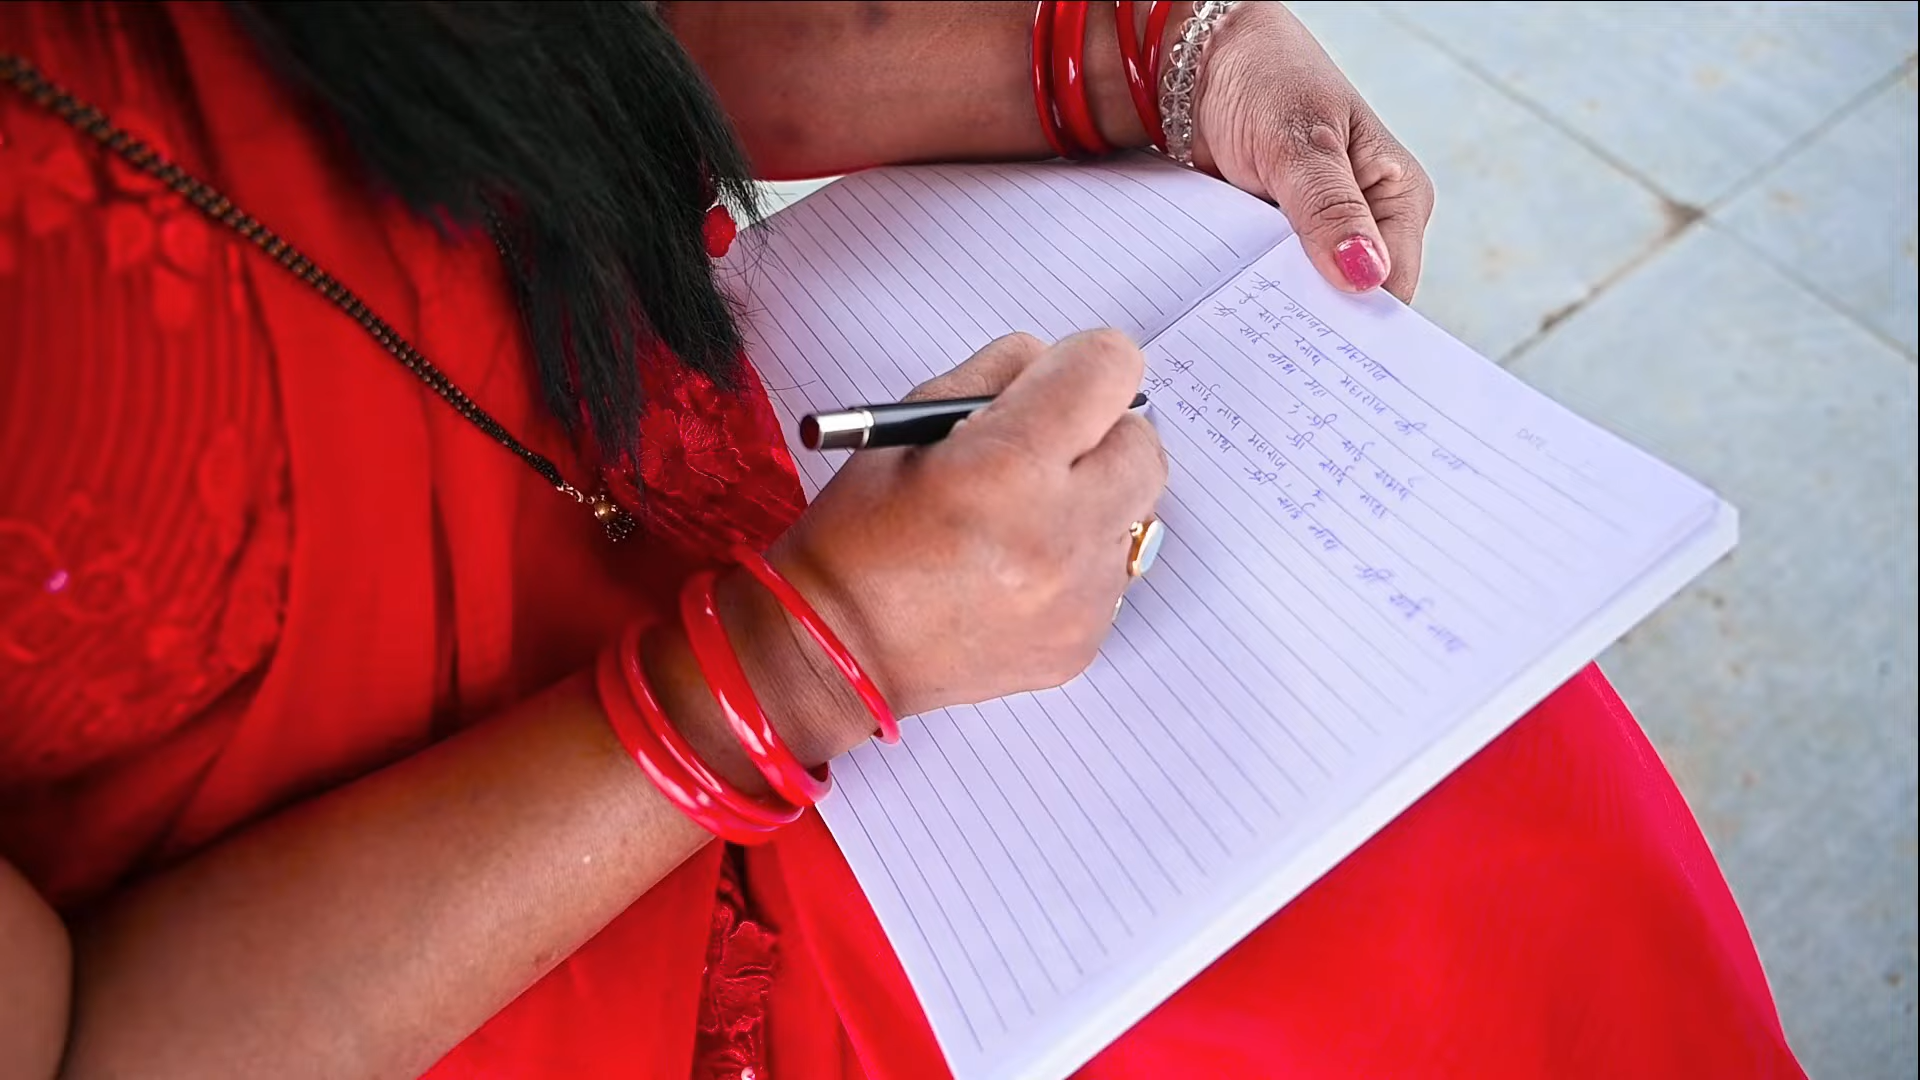 श्री गजानन महाराज
ॐ साई नाथ महाराज की जय
श्री साई नाथ महा
श्री साई समर्थ
श्री साई नाथ
श्री साई नाथ महाराज
श्री साई नाथ श्री साई नाथ श्री साई नाथ
DATE